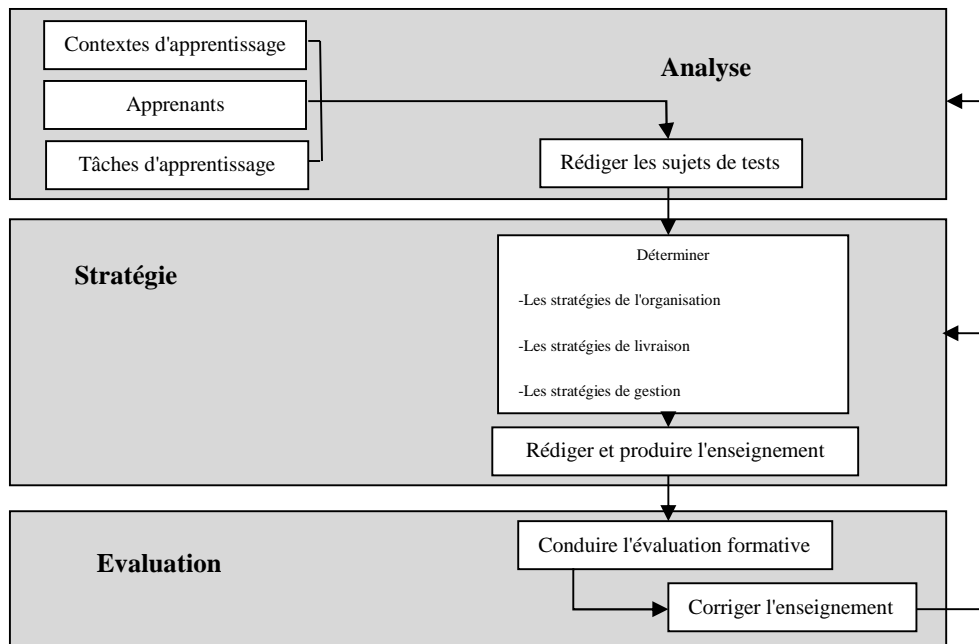 Contextes d'apprentissage
Analyse
Apprenants
Tâches d'apprentissage
Rédiger les sujets de tests
Stratégie
Déterminer
-Les stratégies de l'organisation
-Les stratégies de livraison
-Les stratégies de gestion
Rédiger et produire l'enseignement
Evaluation
Conduire l'évaluation formative
Corriger l'enseignement